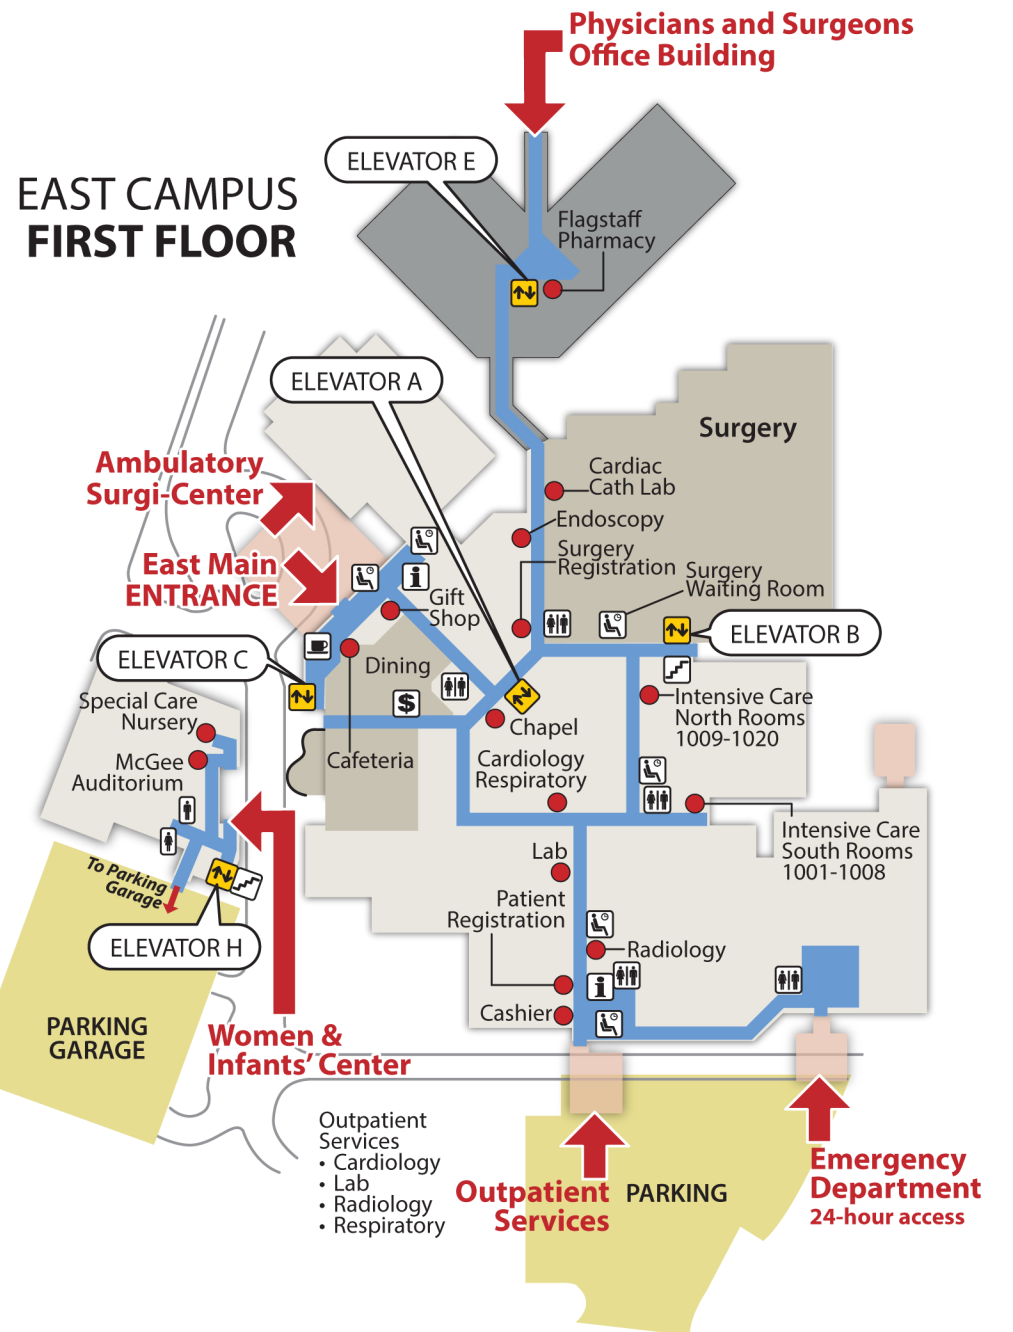 Physicians and Surgeons
Office Building
ELEVATOR E
EAST CAMPUS
FIRST FLOOR
Flagstaff
Pharmacy
ELEVATOR A
Surgery
Ambulatory
Surgi-Center
Cardiac
Cath Lab
Endoscopy
East Main
ENTRANCE
Surgery
Registration
Surgery
Waiting Room
Gift
Shop
ELEVATOR B
ELEVATOR C
Dining
$
Special Care
Nursery
Intensive Care
North Rooms
1009-1020
Chapel
McGee
Auditorium
Cafeteria
Cardiology
Respiratory
Intensive Care
South Rooms
1001-1008
Lab
To Parking
Garage
Patient
Registration
ELEVATOR H
Radiology
i
i
Cashier
PARKING
GARAGE
Women &
Infants' Center
Outpatient
Services
• Cardiology
• Lab
• Radiology
• Respiratory
Outpatient
Services
PARKING
Emergency
Department
24-hour access